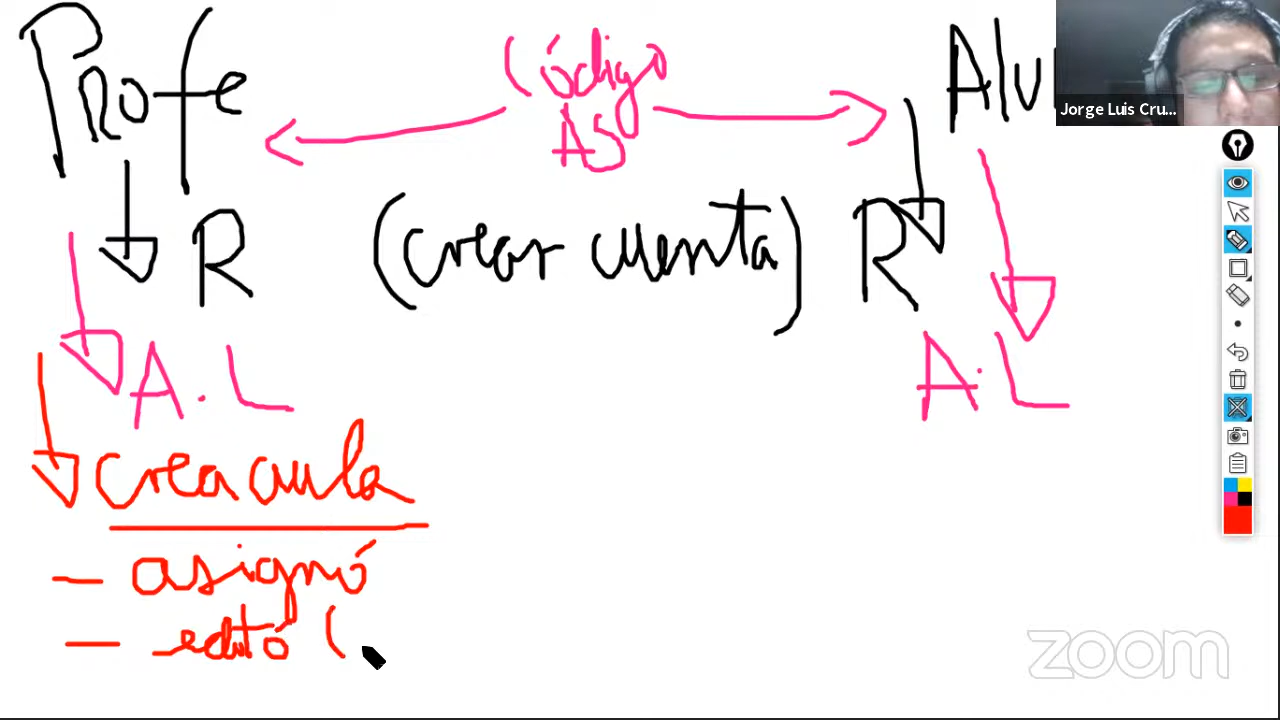 Profe Código Alu
AS
Jorge Luis Cru...
R (crear cuenta) R
A.L A.L
crea aula
- asignó
- editó (
zoom